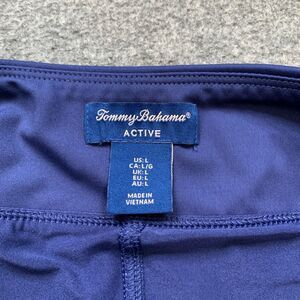 Tommy Bahama®
ACTIVE
US: L
CA: L/G
UK: L
EU: L
AU: L
MADE IN
VIETNAM